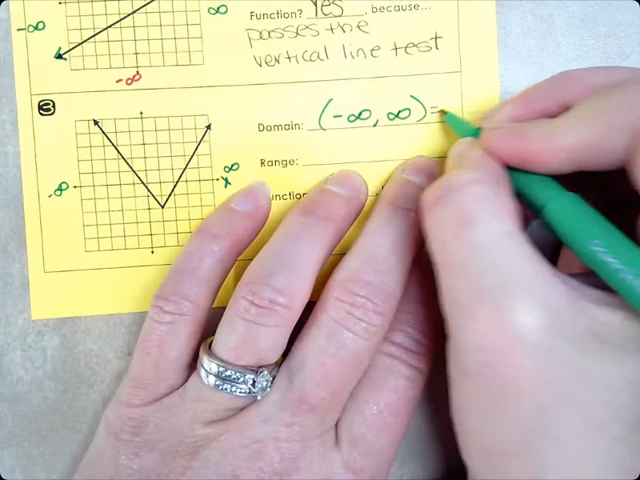 -∞
∞
-∞
Function? Yes, because...
passes the
vertical line test
3
Domain: (-∞, ∞) =
-∞
∞
x
Range: